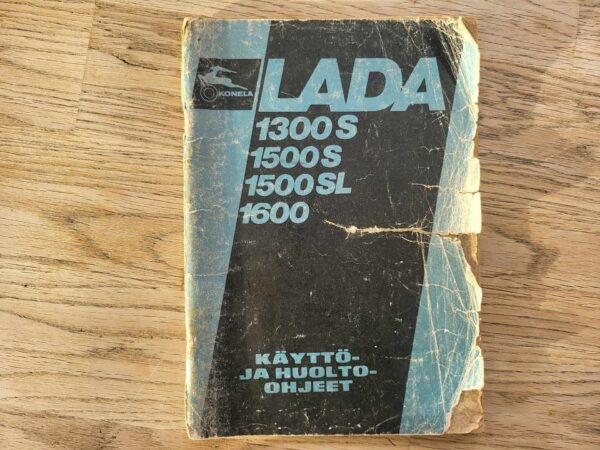 KONELA
LADA
1300 S
1500 S
1500 SL
1600
KÄYTTÖ-
JA HUOLTO-
OHJEET